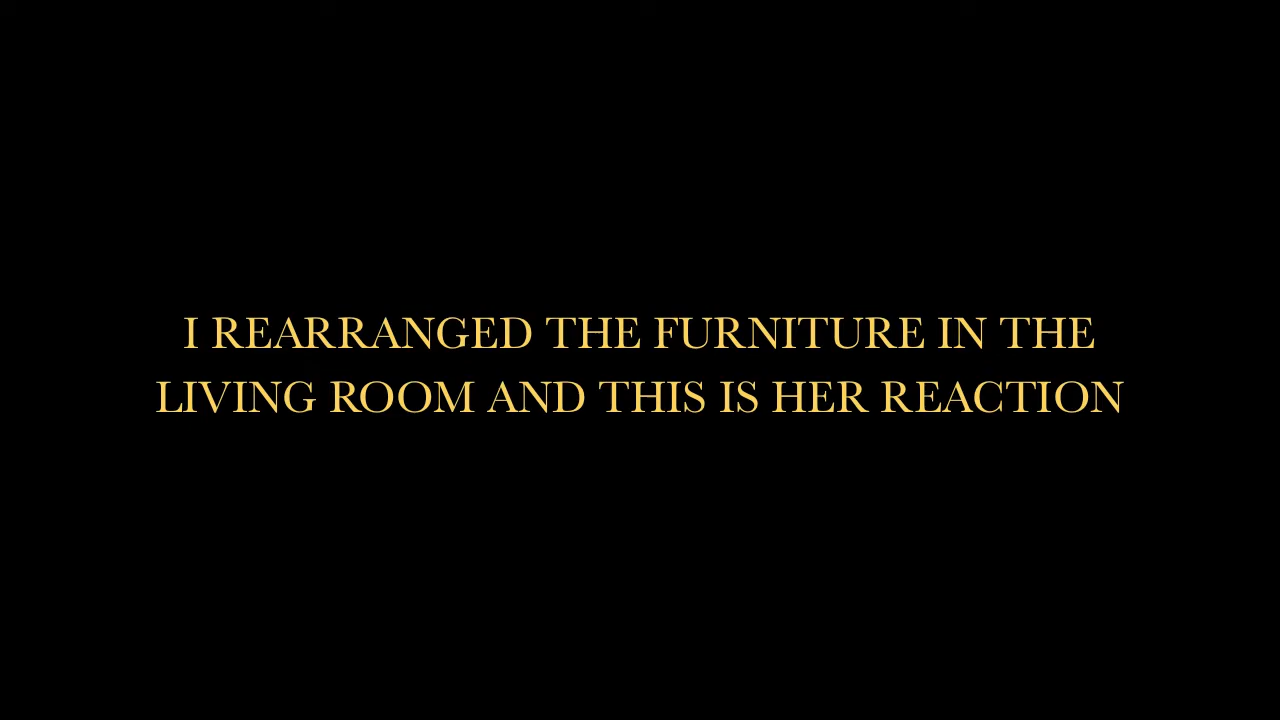 I REARRANGED THE FURNITURE IN THE
LIVING ROOM AND THIS IS HER REACTION